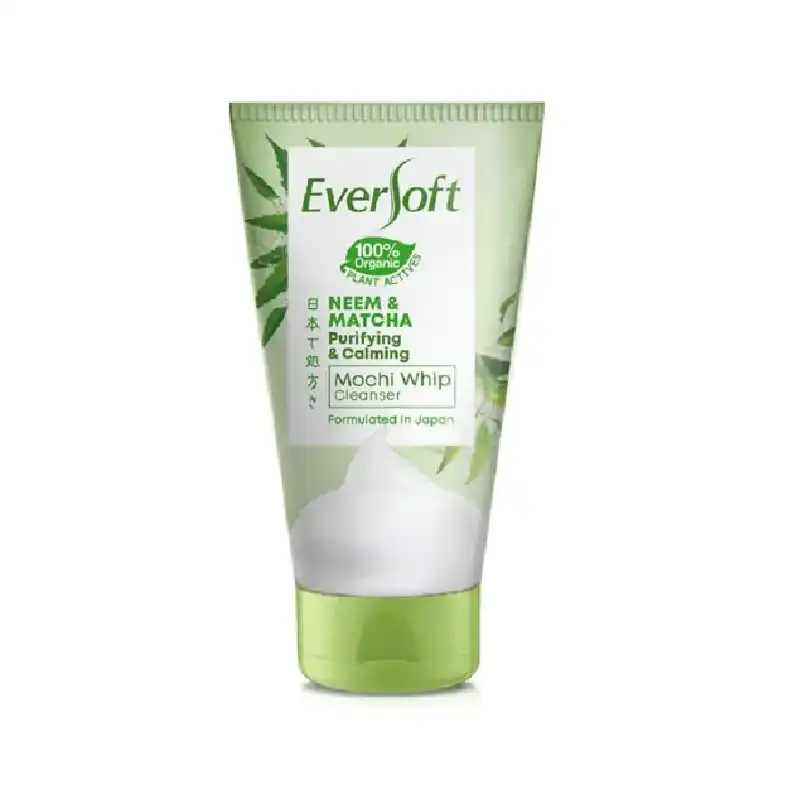 EverSoft
100%
Organic
PLANT ACTIVES
NEEM &
MATCHA
Purifying
& Calming
Mochi Whip
Cleanser
Formulated in Japan
日本で処方さ